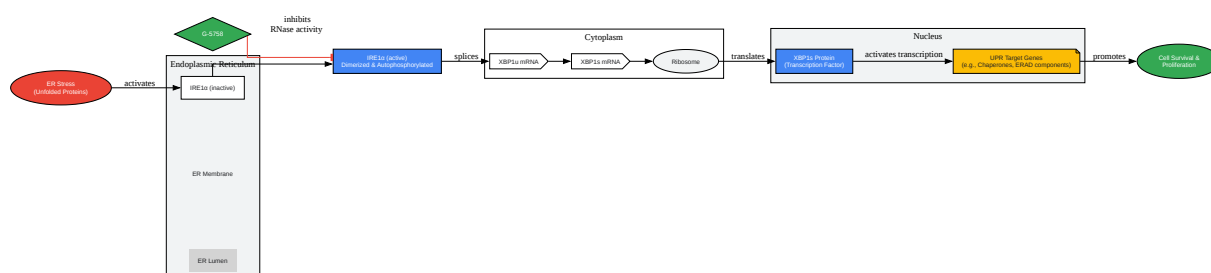 inhibits
RNase activity
G-5758
Endoplasmic Reticulum
ER Stress
(Unfolded Proteins)
activates
IRE1α (inactive)
ER Membrane
ER Lumen
IRE1α (active)
Dimerized & Autophosphorylated
splices
Cytoplasm
XBP1u mRNA
XBP1s mRNA
Ribosome
translates
Nucleus
XBP1s Protein
(Transcription Factor)
activates transcription
UPR Target Genes
(e.g., Chaperones, ERAD components)
promotes
Cell Survival &
Proliferation